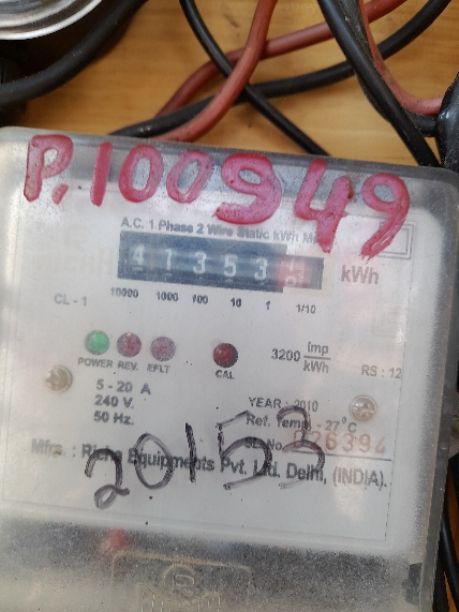 P.100949
A.C. 1 Phase 2 Wire Static kWh
47353
kWh
CL - 1
10000 1000 100 10 1 1/10
POWER REV. EFLT
CAL
3200 imp/kWh
RS : 12
5 - 20 A
240 V.
50 Hz.
YEAR : 2010
Ref. Temp. - 27°C
Sl. No. 026394
Mfrs. : Equipments Pvt. Ltd. Delhi, (INDIA).
20153